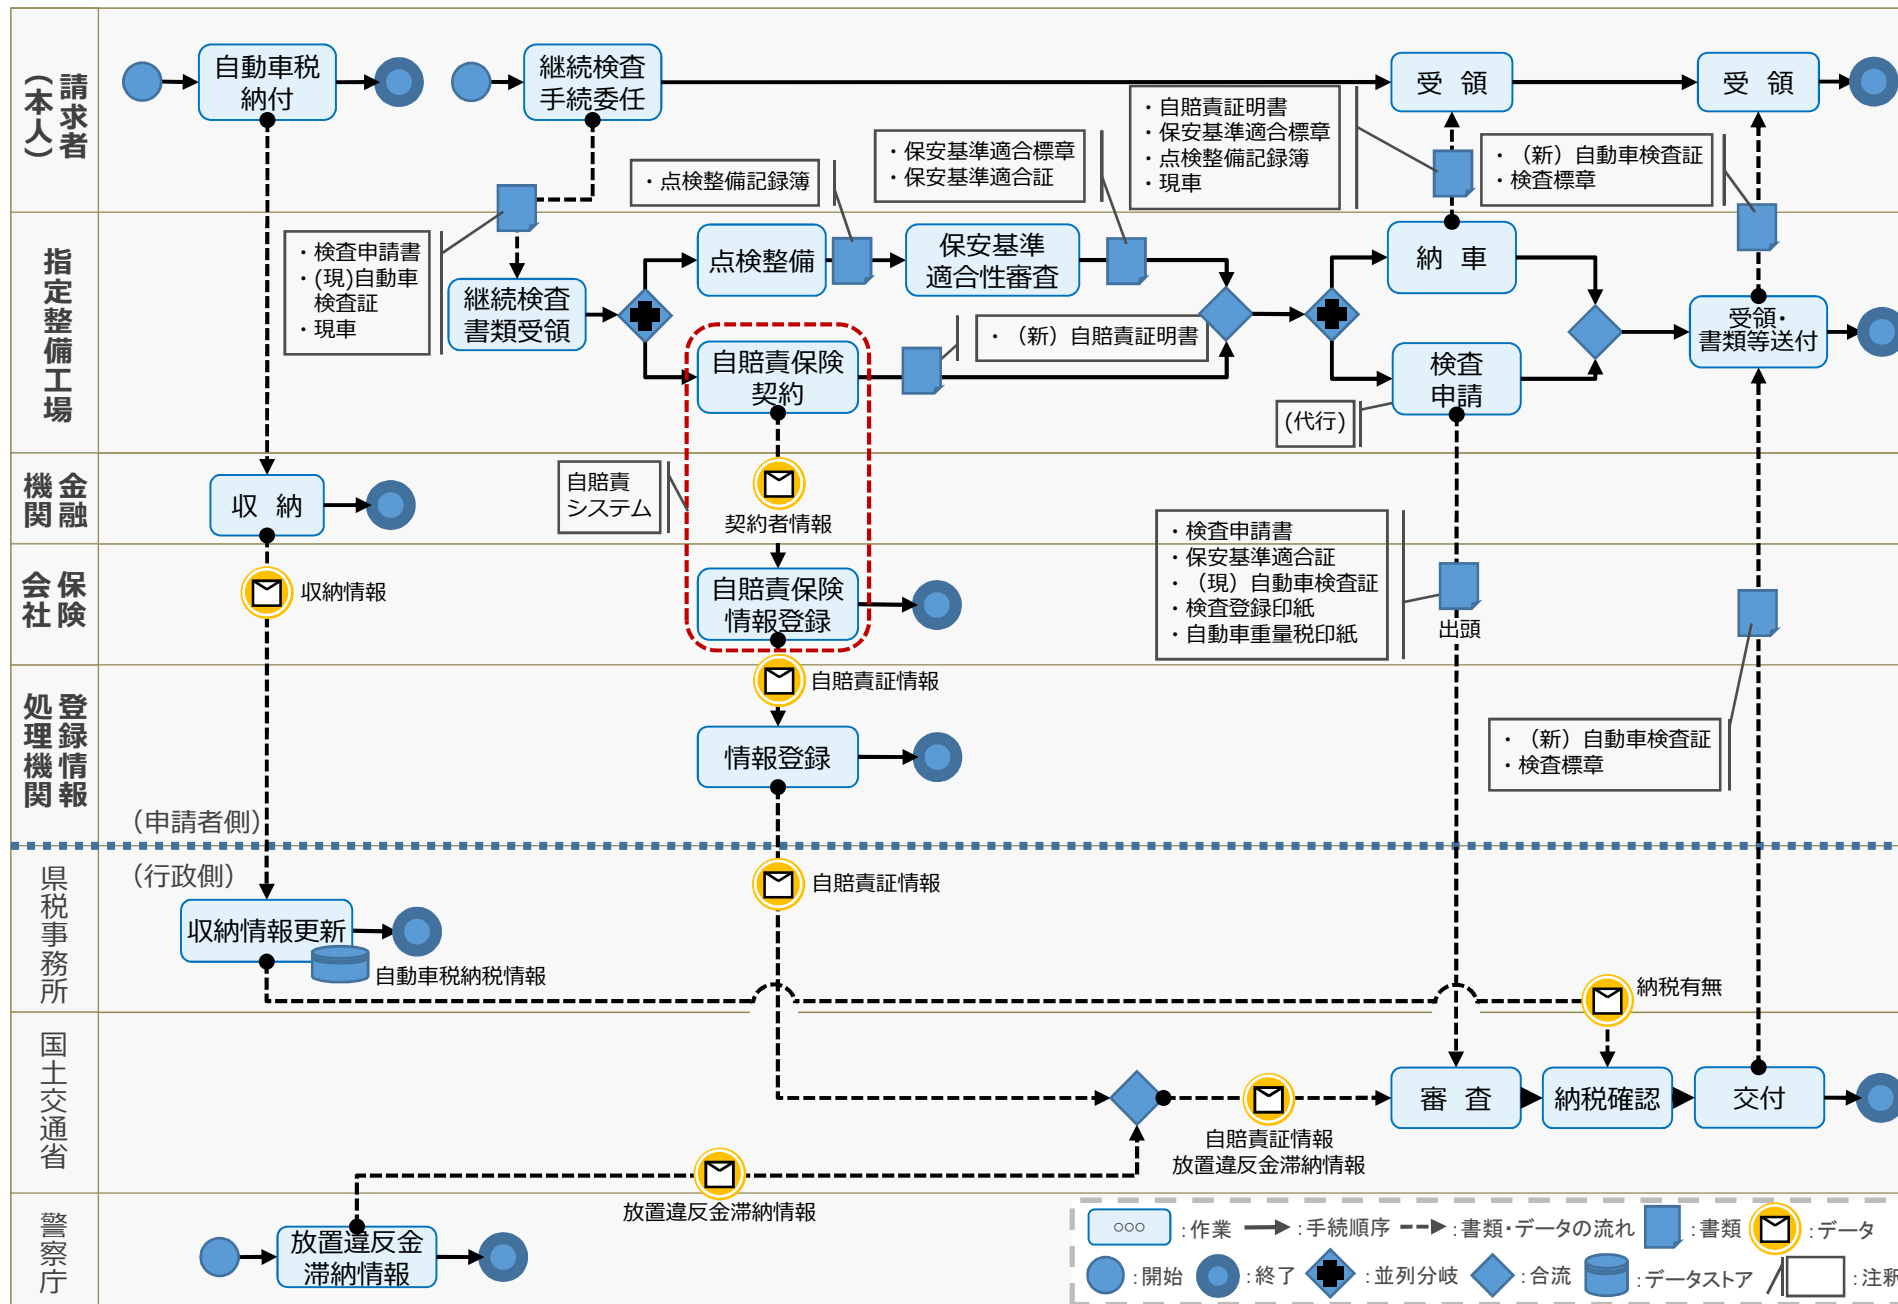 請求者
（本人）
自動車税
納付
継続検査
手続委任
受 領
受 領
・自賠責証明書
・保安基準適合標章
・点検整備記録簿
・現車
・保安基準適合標章
・保安基準適合証
・点検整備記録簿
・（新）自動車検査証
・検査標章
指定整備工場
・検査申請書
・(現)自動車
検査証
・現車
継続検査
書類受領
点検整備
保安基準
適合性審査
納 車
自賠責保険
契約
・（新）自賠責証明書
検査
申請
(代行)
受領・
書類等送付
金融
機関
収 納
自賠責
システム
契約者情報
保険
会社
収納情報
自賠責保険
情報登録
・検査申請書
・保安基準適合証
・（現）自動車検査証
・検査登録印紙
・自動車重量税印紙
出頭
登録情報
処理機関
自賠責証情報
情報登録
・（新）自動車検査証
・検査標章
（申請者側）
（行政側）
県税事務所
自賠責証情報
収納情報更新
自動車税納税情報
納税有無
国土交通省
審 査
納税確認
交付
自賠責証情報
放置違反金滞納情報
放置違反金滞納情報
警察庁
放置違反金
滞納情報
○○○
：作業
：手続順序
：書類・データの流れ
：書類
：データ
：開始
：終了
：並列分岐
：合流
：データストア
：注釈